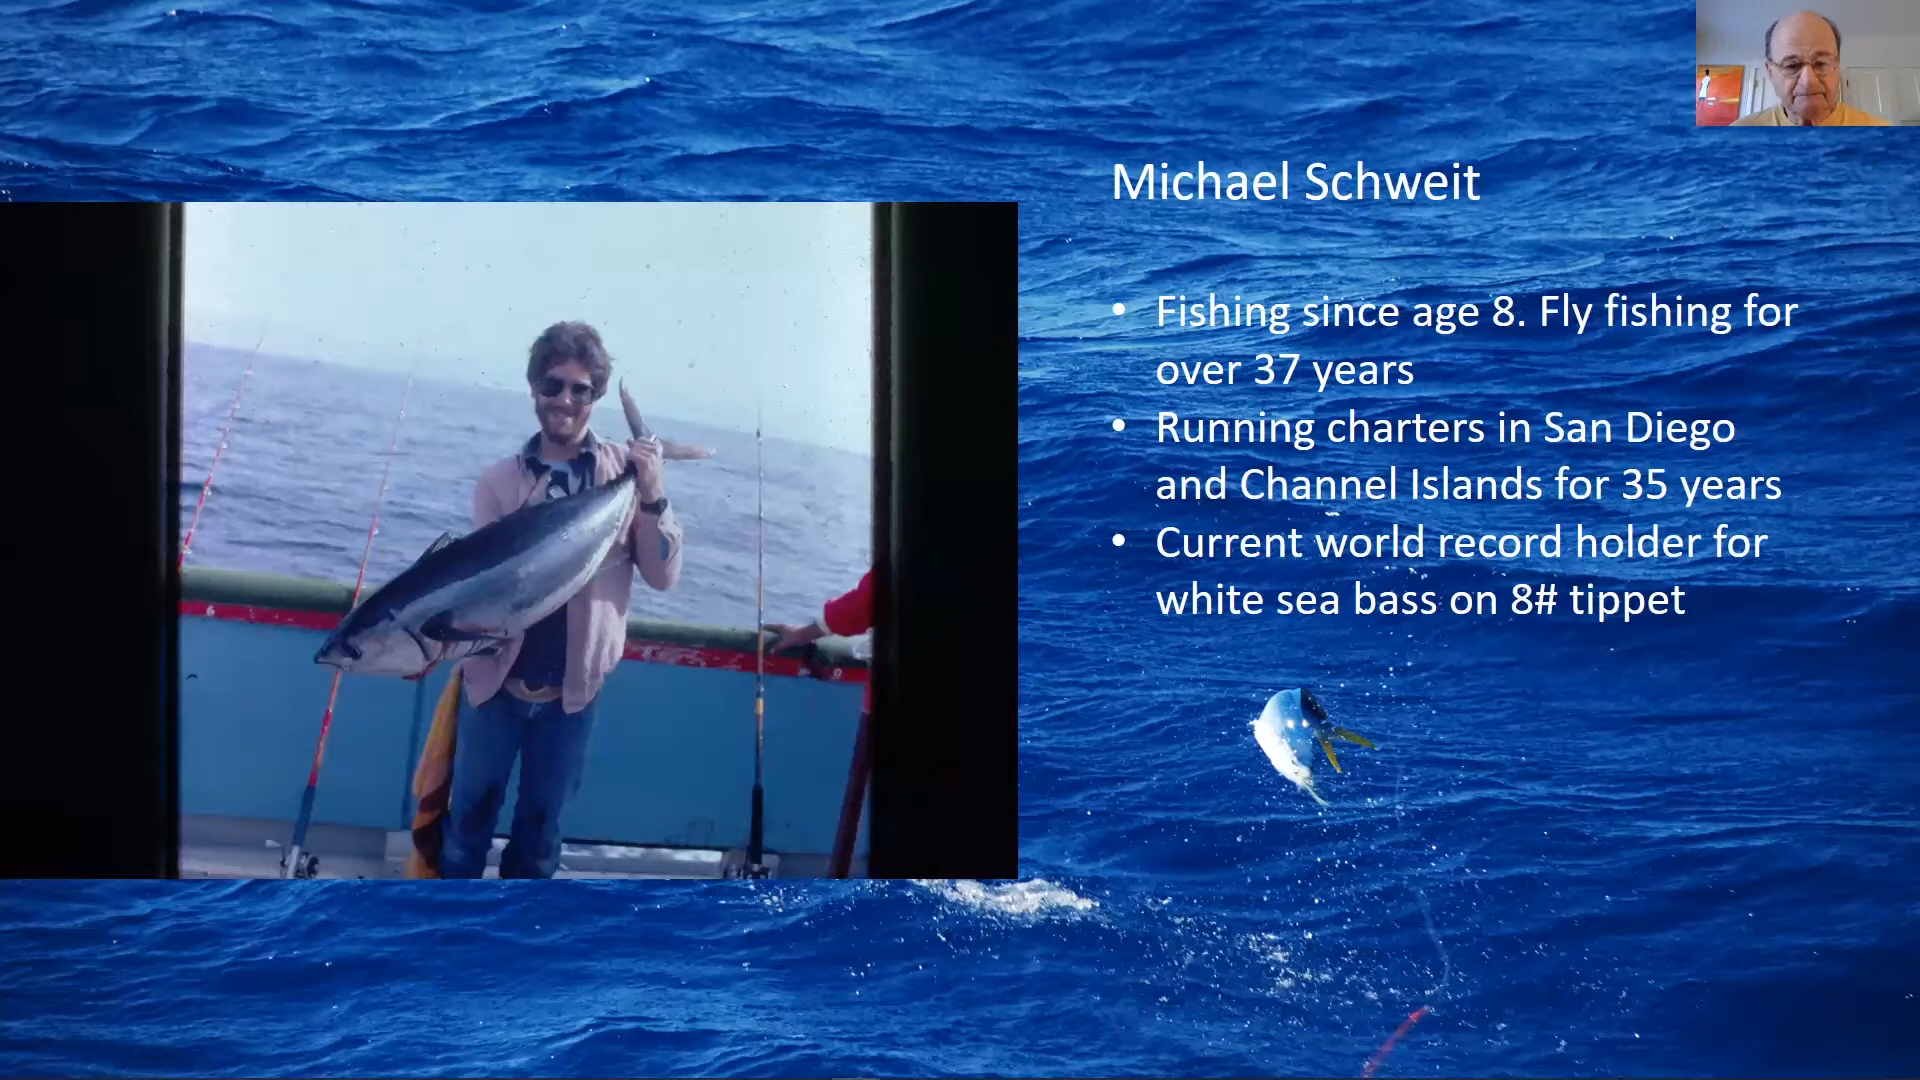 Michael Schweit
• Fishing since age 8. Fly fishing for
over 37 years
• Running charters in San Diego
and Channel Islands for 35 years
• Current world record holder for
white sea bass on 8# tippet